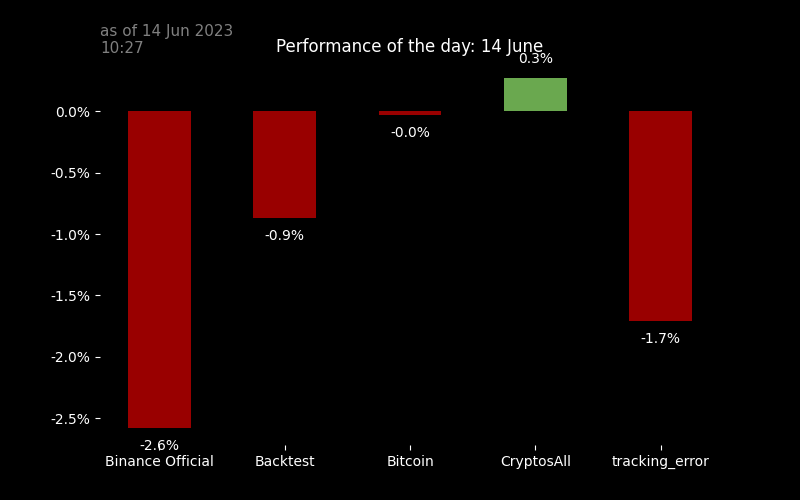 as of 14 Jun 2023
10:27
Performance of the day: 14 June
0.3%
0.0%
-0.0%
-0.5%
-0.9%
-1.0%
-1.5%
-1.7%
-2.0%
-2.5%
-2.6%
Binance Official
Backtest
Bitcoin
CryptosAll
tracking_error